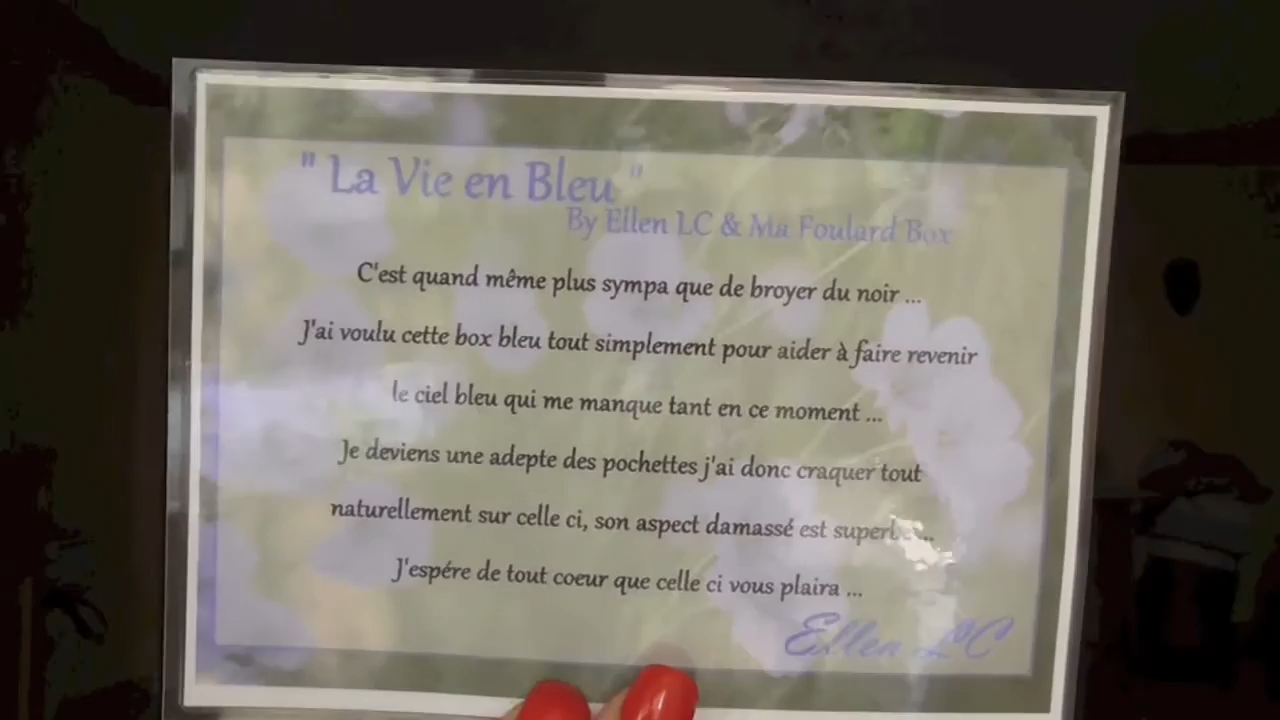 " La Vie en Bleu "
By Ellen LC & Ma Foulard Box
C'est quand même plus sympa que de broyer du noir ...
J'ai voulu cette box bleu tout simplement pour aider à faire revenir
le ciel bleu qui me manque tant en ce moment ...
Je deviens une adepte des pochettes j'ai donc craquer tout
naturellement sur celle ci, son aspect damassé est
J'espére de tout coeur que celle ci vous plaira ...
Ellen LC